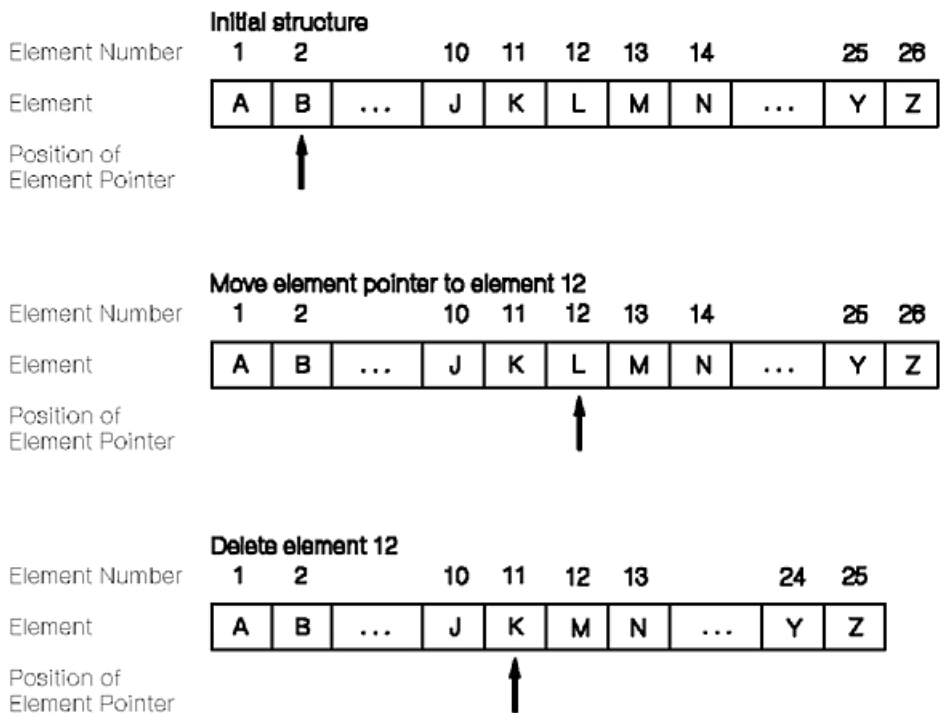 Initial structure
Element Number 1 2 10 11 12 13 14 25 26
Element A B ... J K L M N ... Y Z
Position of
Element Pointer
Move element pointer to element 12
Element Number 1 2 10 11 12 13 14 25 26
Element A B ... J K L M N ... Y Z
Position of
Element Pointer
Delete element 12
Element Number 1 2 10 11 12 13 24 25
Element A B ... J K M N ... Y Z
Position of
Element Pointer